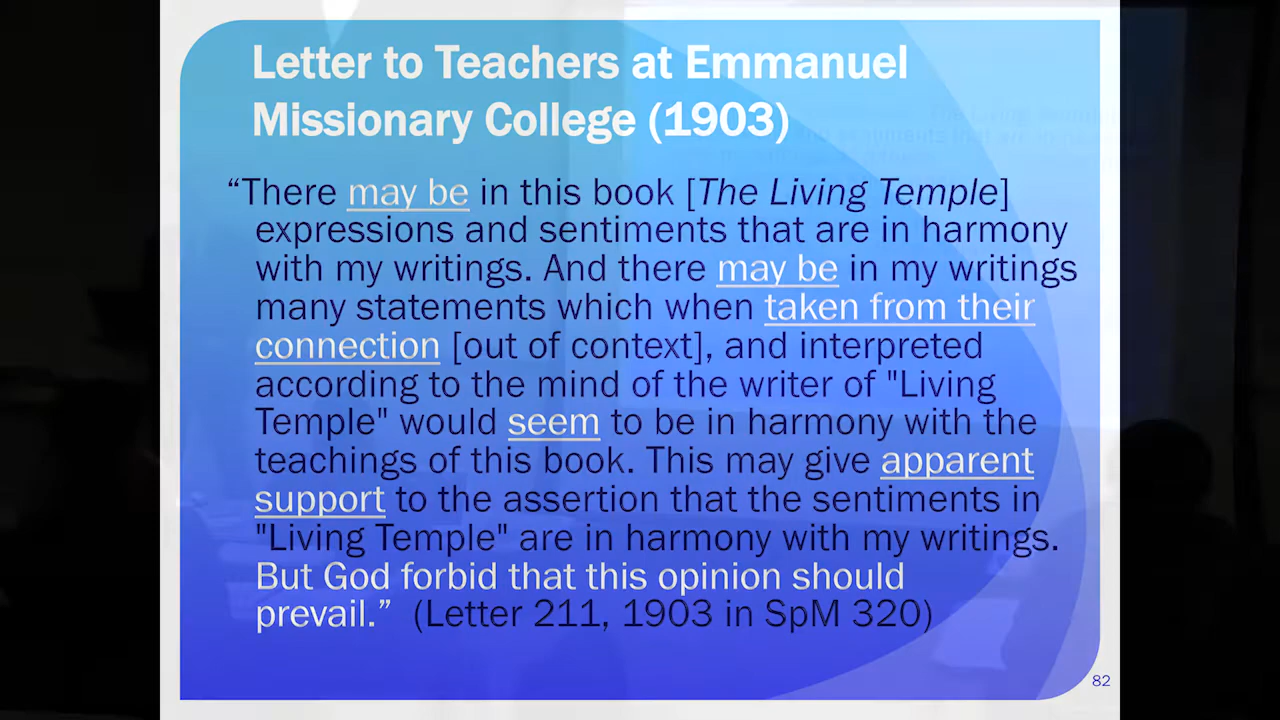 Letter to Teachers at Emmanuel
Missionary College (1903)
“There may be in this book [The Living Temple]
expressions and sentiments that are in harmony
with my writings. And there may be in my writings
many statements which when taken from their
connection [out of context], and interpreted
according to the mind of the writer of "Living
Temple" would seem to be in harmony with the
teachings of this book. This may give apparent
support to the assertion that the sentiments in
"Living Temple" are in harmony with my writings.
But God forbid that this opinion should
prevail.” (Letter 211, 1903 in SpM 320)
82